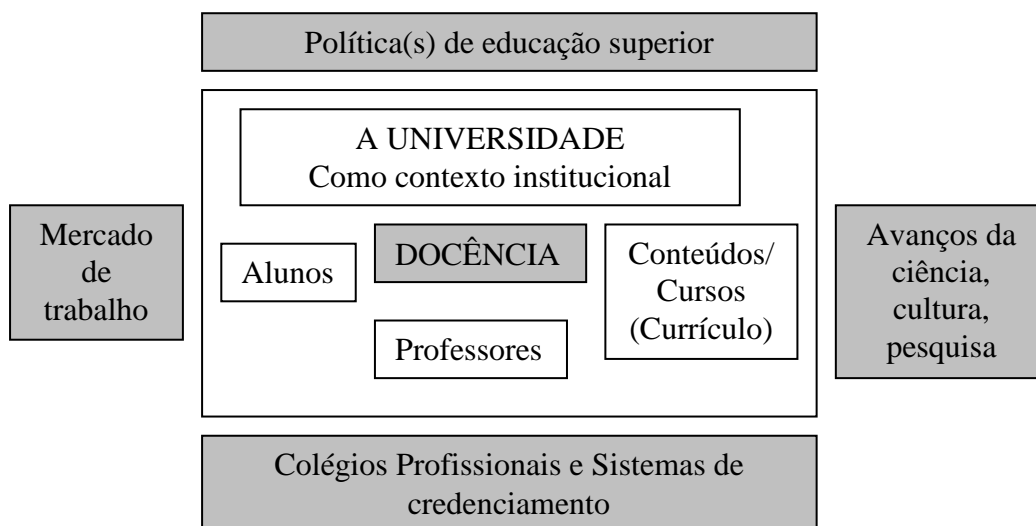 Política(s) de educação superior
A UNIVERSIDADE
Como contexto institucional
Mercado
de
trabalho
Alunos
DOCÊNCIA
Professores
Conteúdos/
Cursos
(Currículo)
Avanços da
ciência,
cultura,
pesquisa
Colégios Profissionais e Sistemas de
credenciamento